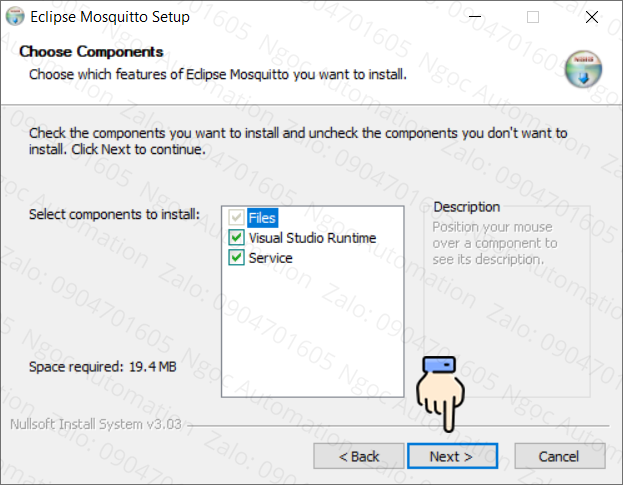 Eclipse Mosquitto Setup
Choose Components
Choose which features of Eclipse Mosquitto you want to install.
Check the components you want to install and uncheck the components you don't want to
install. Click Next to continue.
Select components to install:
Files
Visual Studio Runtime
Service
Description
Position your mouse
over a component to
see its description.
Space required: 19.4 MB
Nullsoft Install System v3.03
< Back
Next >
Cancel
Zalo: 0904701605 Ngoc Automation